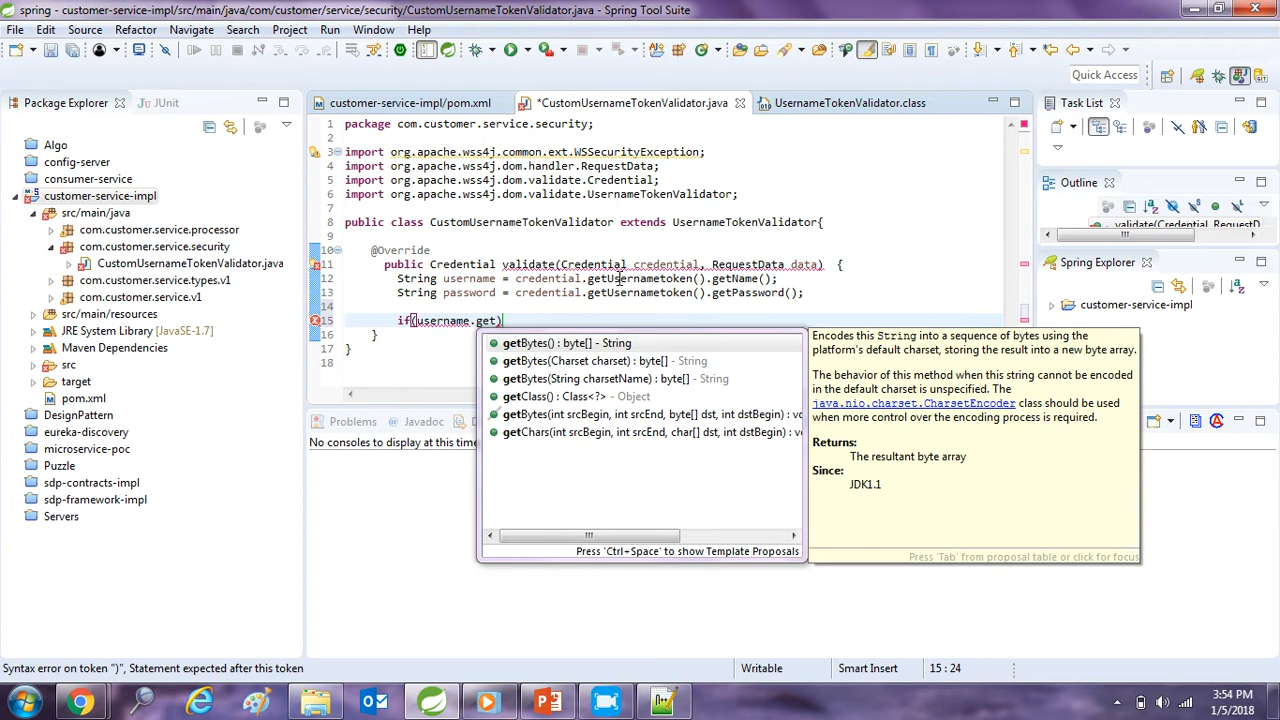 spring - customer-service-impl/src/main/java/com/customer/service/security/CustomUsernameTokenValidator.java - Spring Tool Suite
File Edit Source Refactor Navigate Search Project Run Window Help
Quick Access
Package Explorer
JUnit
Algo
config-server
consumer-service
customer-service-impl
src/main/java
com.customer.service.processor
com.customer.service.security
CustomUsernameTokenValidator.java
com.customer.service.types.v1
com.customer.service.v1
src/main/resources
JRE System Library [JavaSE-1.7]
Maven Dependencies
src
target
pom.xml
DesignPattern
eureka-discovery
microservice-poc
Puzzle
sdp-contracts-impl
sdp-framework-impl
Servers
customer-service-impl/pom.xml
*CustomUsernameTokenValidator.java
UsernameTokenValidator.class
1 package com.customer.service.security;
2
3 import org.apache.wss4j.common.ext.WSSecurityException;
4 import org.apache.wss4j.dom.handler.RequestData;
5 import org.apache.wss4j.dom.validate.Credential;
6 import org.apache.wss4j.dom.validate.UsernameTokenValidator;
7
8 public class CustomUsernameTokenValidator extends UsernameTokenValidator{
9
10 @Override
11 public Credential validate(Credential credential, RequestData data) {
12 String username = credential.getUsernametoken().getName();
13 String password = credential.getUsernametoken().getPassword();
14
15 if(username.get)
16 }
17 }
18
getBytes() : byte[] - String
getBytes(Charset charset) : byte[] - String
getBytes(String charsetName) : byte[] - String
getClass() : Class<?> - Object
getBytes(int srcBegin, int srcEnd, byte[] dst, int dstBegin) : vo
getChars(int srcBegin, int srcEnd, char[] dst, int dstBegin) : v
Press 'Ctrl+Space' to show Template Proposals
Encodes this String into a sequence of bytes using the
platform's default charset, storing the result into a new byte array.
The behavior of this method when this string cannot be encoded
in the default charset is unspecified. The
java.nio.charset.CharsetEncoder class should be used
when more control over the encoding process is required.
Returns:
The resultant byte array
Since:
JDK1.1
Press 'Tab' from proposal table or click for focus
Problems
Javadoc
No consoles to display at this time
Task List
Outline
validate(Credential, RequestD
Spring Explorer
customer-service-impl
Syntax error on token ")", Statement expected after this token
Writable
Smart Insert
15 : 24
3:54 PM
1/5/2018